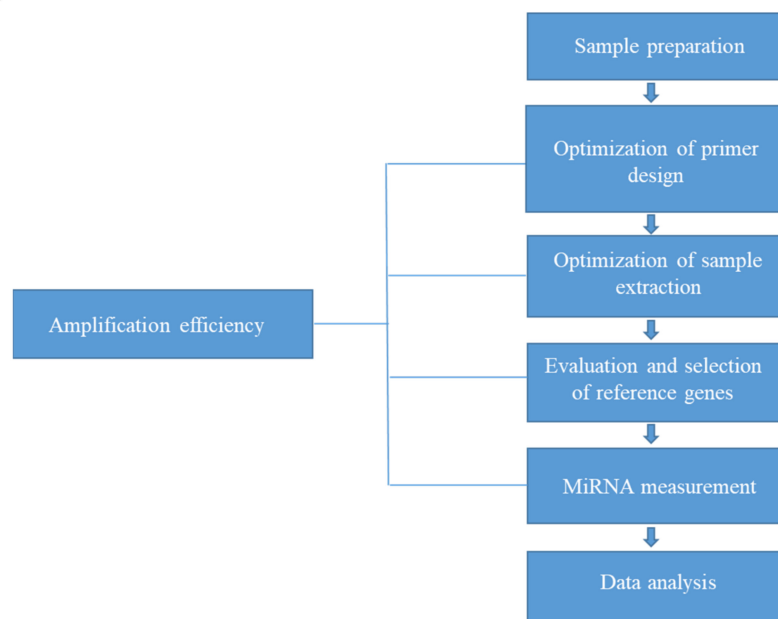 Sample preparation
Optimization of primer
design
Optimization of sample
extraction
Amplification efficiency
Evaluation and selection
of reference genes
MiRNA measurement
Data analysis